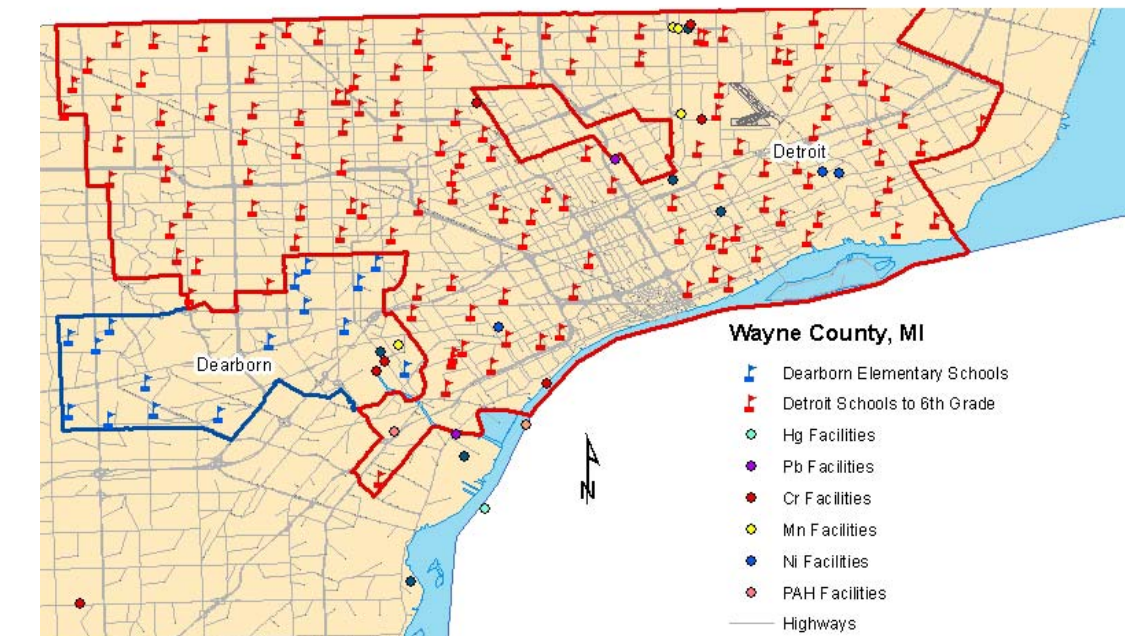 Detroit
Dearborn
Wayne County, MI
Dearborn Elementary Schools
Detroit Schools to 6th Grade
Hg Facilities
Pb Facilities
Cr Facilities
Mn Facilities
Ni Facilities
PAH Facilities
Highways
N